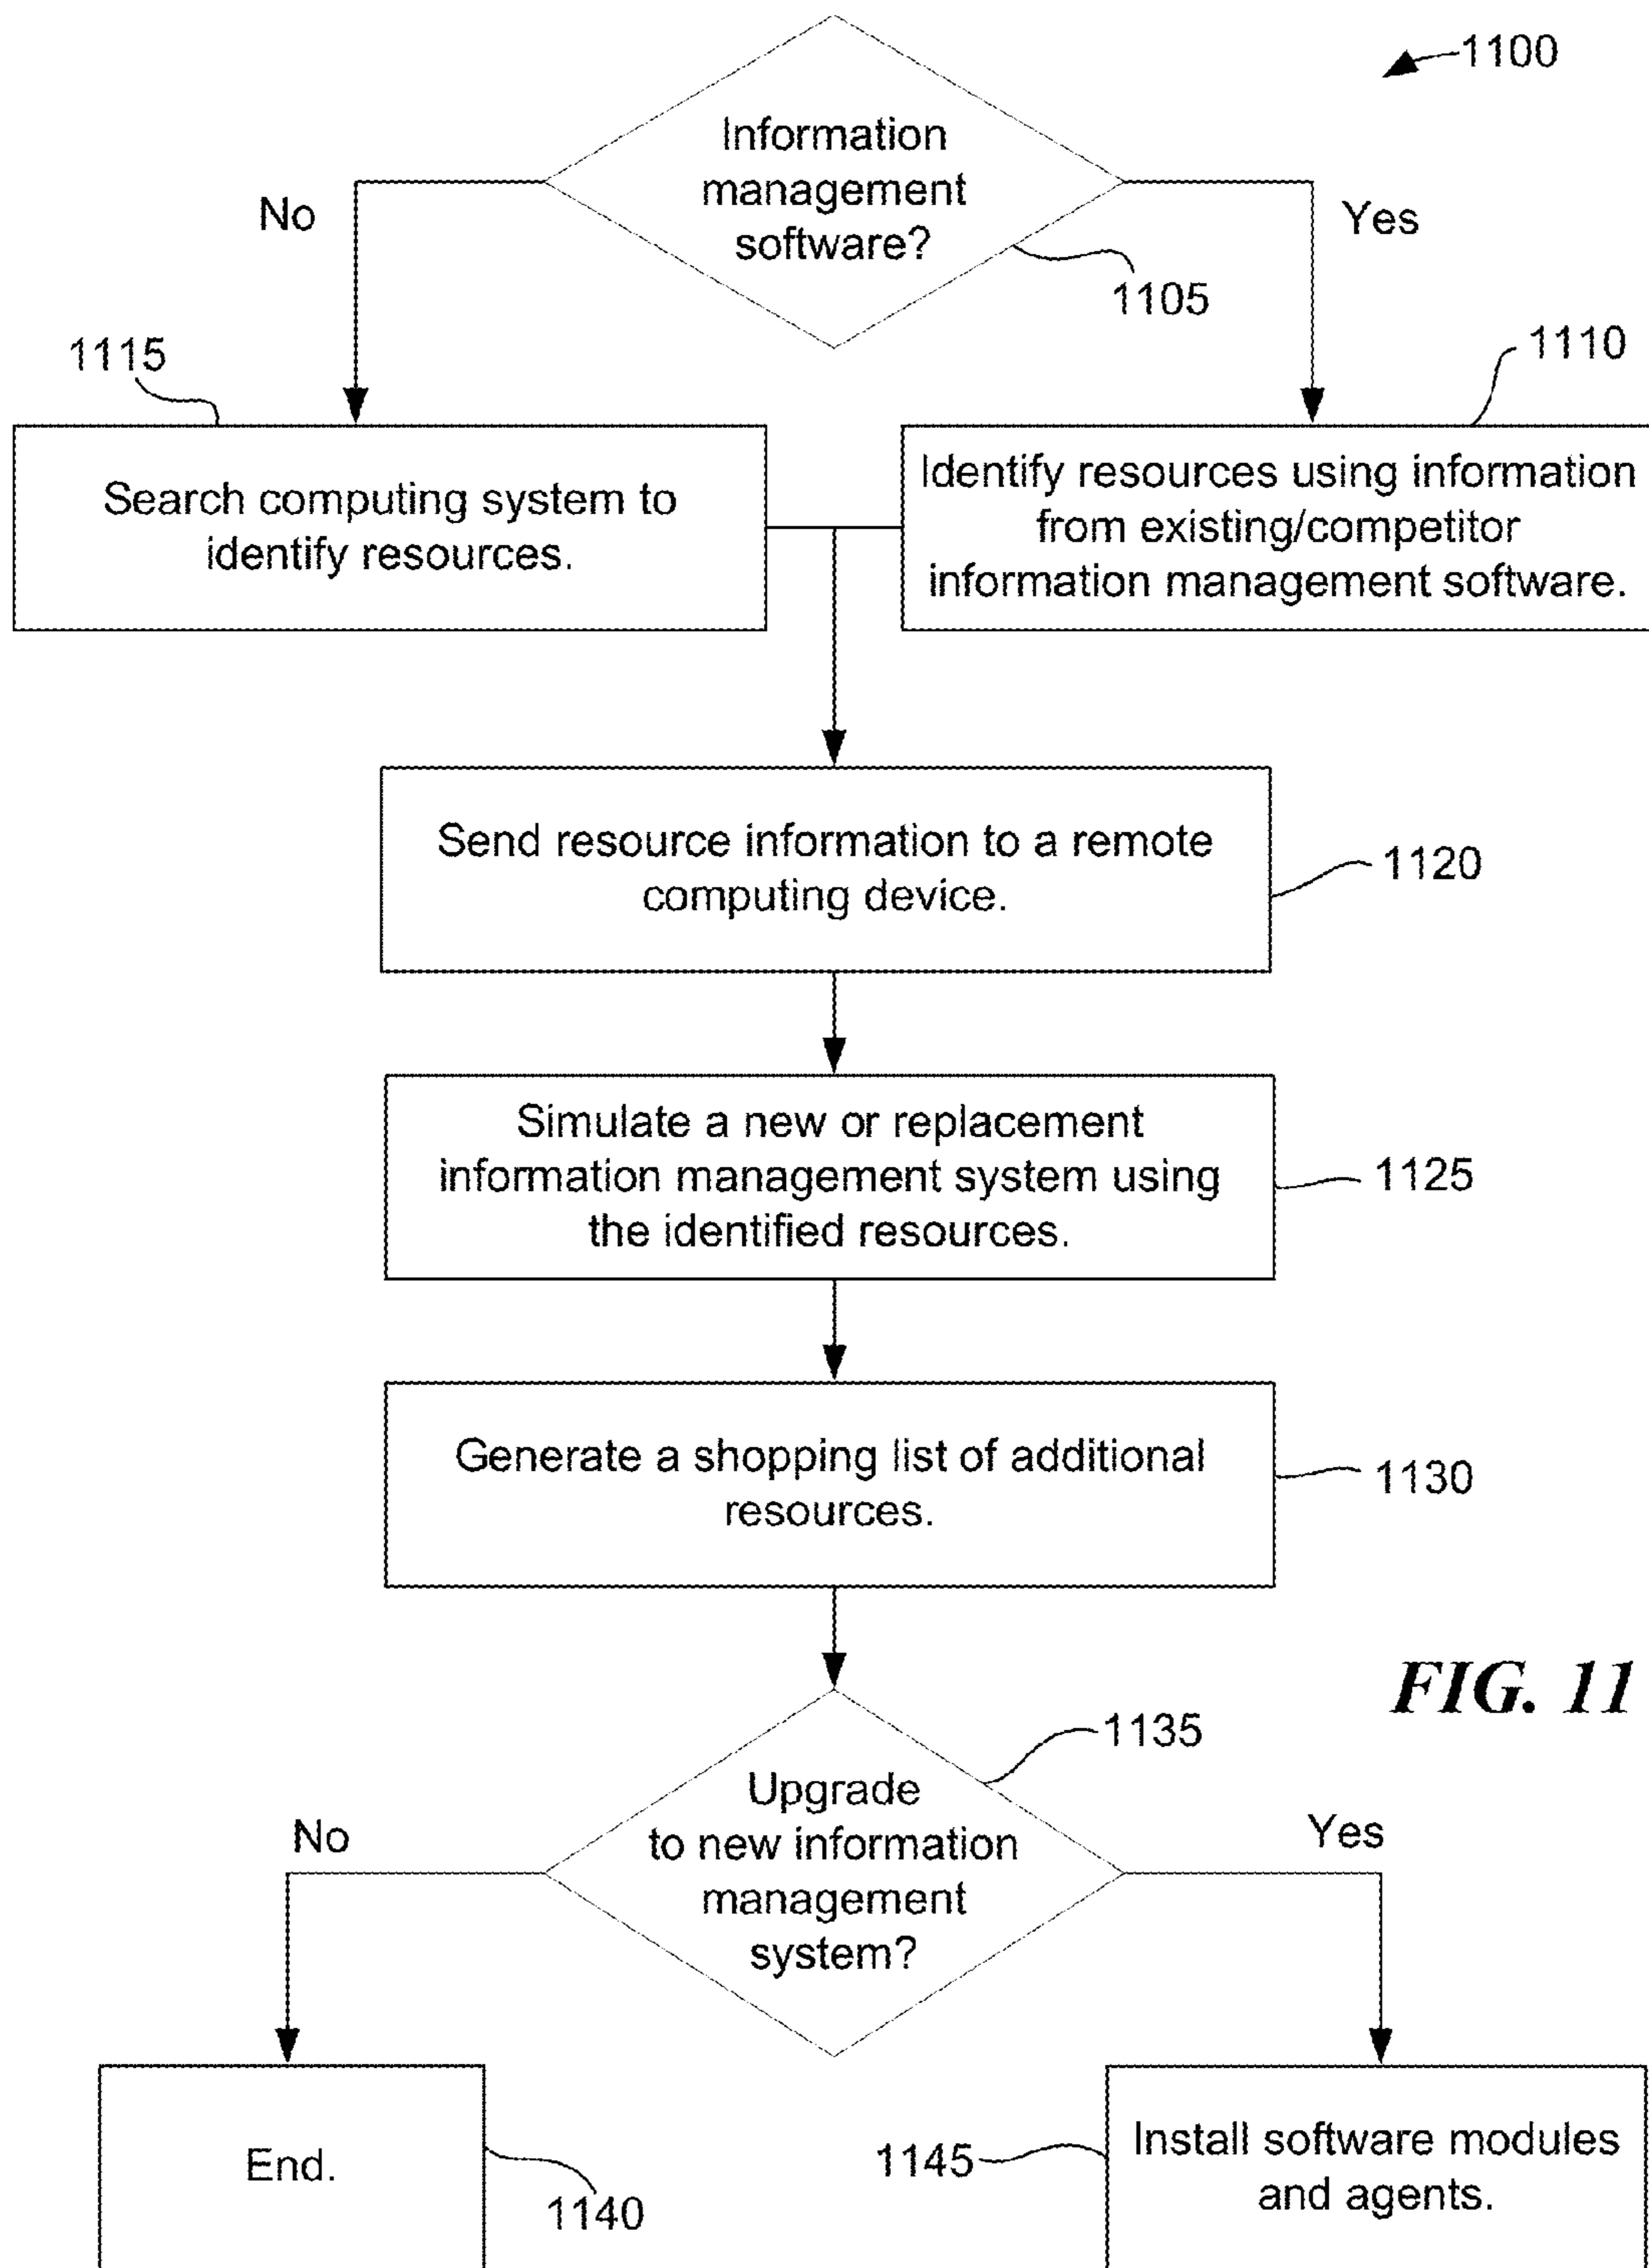 1100
Information
management
software?
No
Yes
1105
1115
1110
Search computing system to
identify resources.
Identify resources using information
from existing/competitor
information management software.
Send resource information to a remote
computing device.
1120
Simulate a new or replacement
information management system using
the identified resources.
1125
Generate a shopping list of additional
resources.
1130
FIG. 11
1135
Upgrade
to new information
management
system?
No
Yes
End.
1140
1145
Install software modules
and agents.